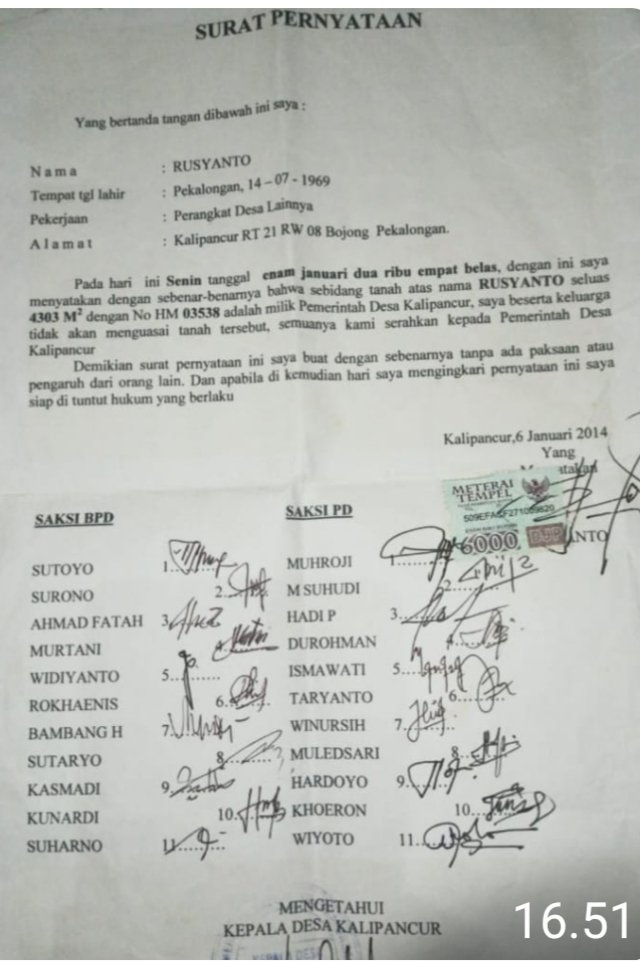 SURAT PERNYATAAN
Yang bertanda tangan dibawah ini saya :
Nama : RUSYANTO
Tempat tgl lahir : Pekalongan, 14 – 07 - 1969
Pekerjaan : Perangkat Desa Lainnya
Alamat : Kalipancur RT 21 RW 08 Bojong Pekalongan.
Pada hari ini Senin tanggal enam januari dua ribu empat belas, dengan ini saya
menyatakan dengan sebenar-benarnya bahwa sebidang tanah atas nama RUSYANTO seluas
4303 M² dengan No HM 03538 adalah milik Pemerintah Desa Kalipancur, saya beserta keluarga
tidak akan menguasai tanah tersebut, semuanya kami serahkan kepada Pemerintah Desa
Kalipancur
Demikian surat pernyataan ini saya buat dengan sebenarnya tanpa ada paksaan atau
pengaruh dari orang lain. Dan apabila di kemudian hari saya mengingkari pernyataan ini saya
siap di tuntut hukum yang berlaku
Kalipancur,6 Januari 2014
Yang
METERAI
TEMPEL
6000 DJP
SAKSI BPD SAKSI PD
SUTOYO 1. MUHROJI 1.
SURONO 2. M SUHUDI 2.
AHMAD FATAH 3. HADI P 3.
MURTANI 4. DUROHMAN 4.
WIDIYANTO 5. ISMAWATI 5.
ROKHAENIS 6. TARYANTO 6.
BAMBANG H 7. WINURSIH 7.
SUTARYO 8. MULEDSARI 8.
KASMADI 9. HARDOYO 9.
KUNARDI 10. KHOERON 10.
SUHARNO 11. WIYOTO 11.
MENGETAHUI
KEPALA DESA KALIPANCUR
16.51